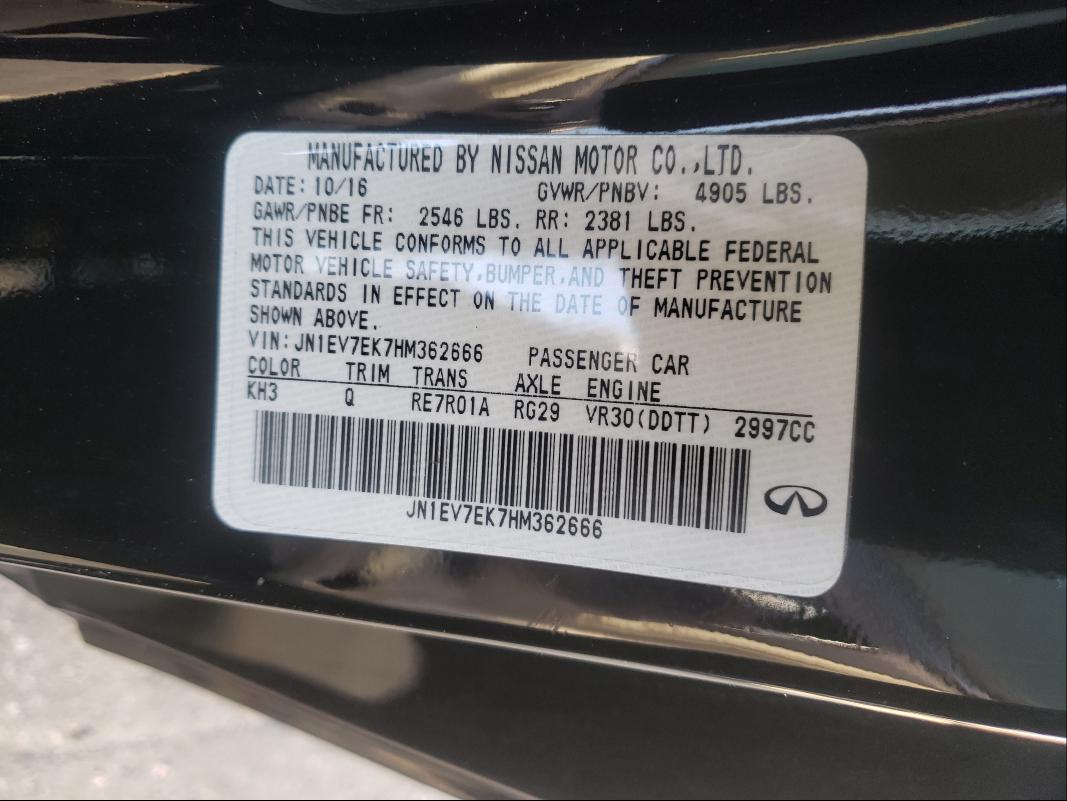 MANUFACTURED BY NISSAN MOTOR CO.,LTD.
DATE: 10/16 GVWR/PNBV: 4905 LBS.
GAWR/PNBE FR: 2546 LBS. RR: 2381 LBS.
THIS VEHICLE CONFORMS TO ALL APPLICABLE FEDERAL
MOTOR VEHICLE SAFETY,BUMPER,AND THEFT PREVENTION
STANDARDS IN EFFECT ON THE DATE OF MANUFACTURE
SHOWN ABOVE.
VIN:JN1EV7EK7HM362666 PASSENGER CAR
COLOR TRIM TRANS AXLE ENGINE
KH3 Q RE7R01A RG29 VR30(DDTT) 2997CC
JN1EV7EK7HM362666